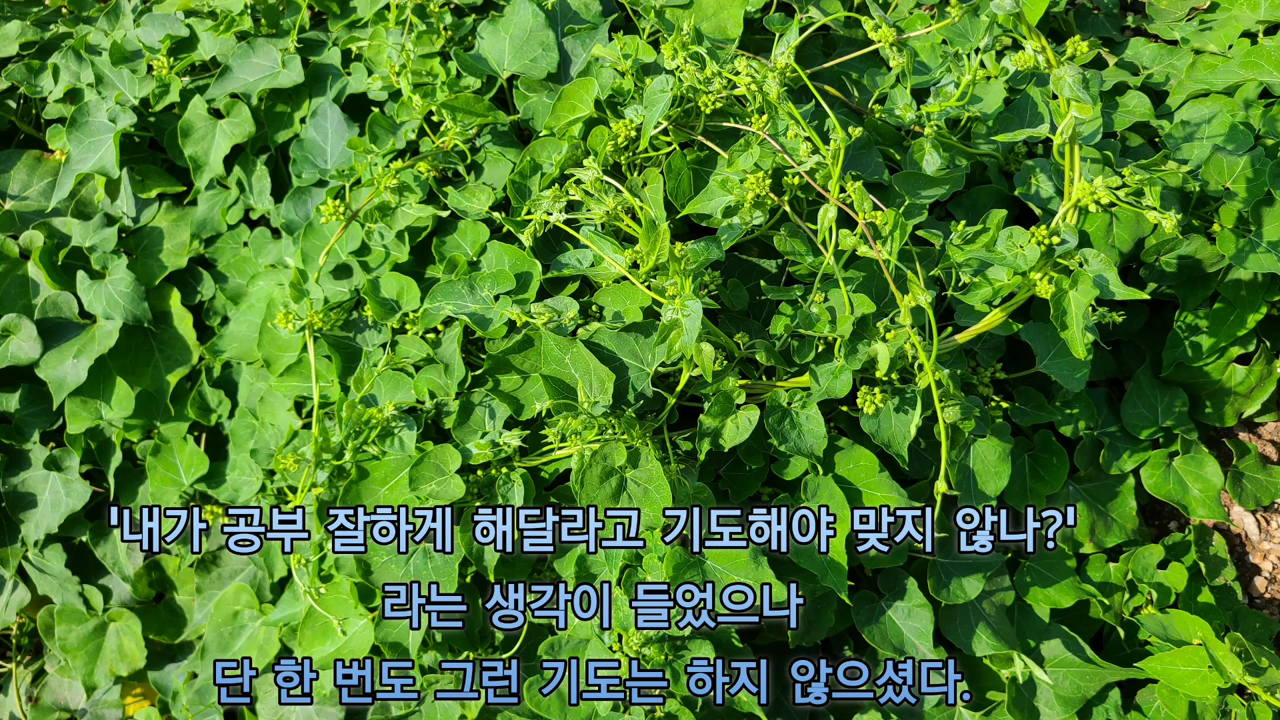 '내가 공부 잘하게 해달라고 기도해야 맞지 않나?'
라는 생각이 들었으나
단 한 번도 그런 기도는 하지 않으셨다.